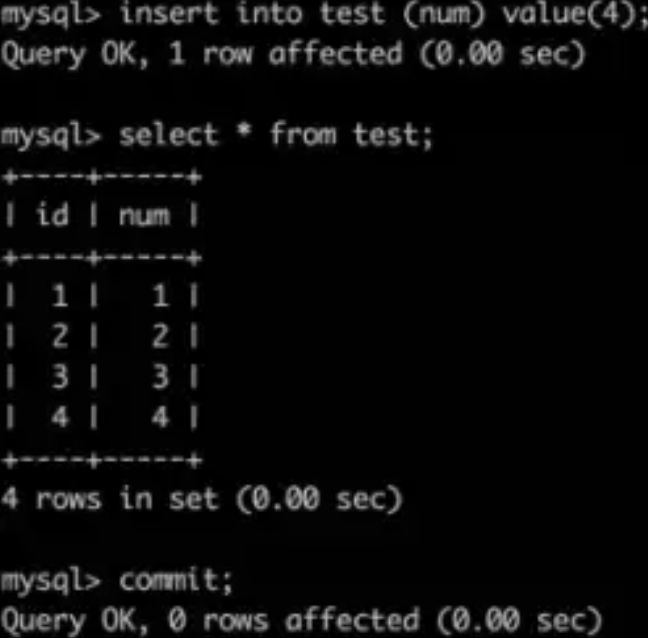 mysql> insert into test (num) value(4);
Query OK, 1 row affected (0.00 sec)
mysql> select * from test;
+----+-----+
| id | num |
+----+-----+
|  1 |   1 |
|  2 |   2 |
|  3 |   3 |
|  4 |   4 |
+----+-----+
4 rows in set (0.00 sec)
mysql> commit;
Query OK, 0 rows affected (0.00 sec)